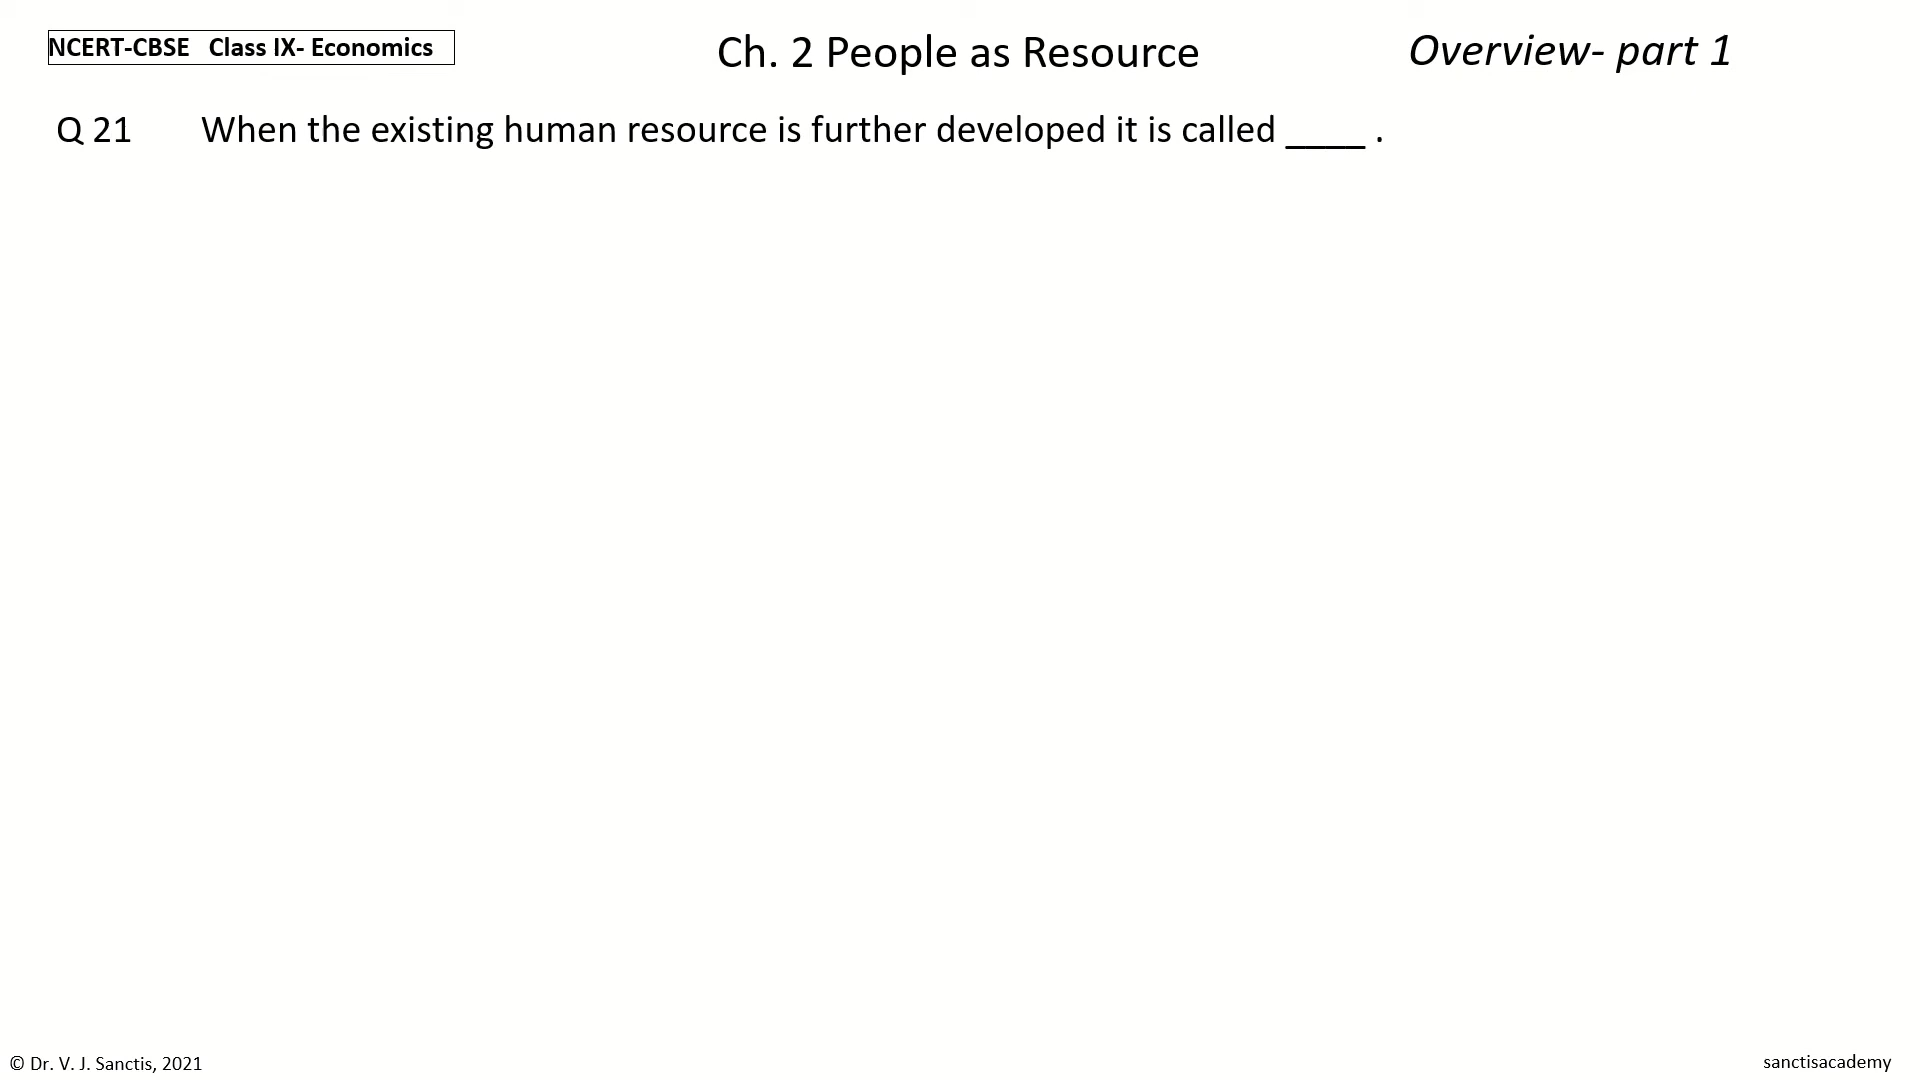 NCERT-CBSE Class IX- Economics
Ch. 2 People as Resource
Overview- part 1
Q 21 When the existing human resource is further developed it is called ____ .
© Dr. V. J. Sanctis, 2021
sanctisacademy